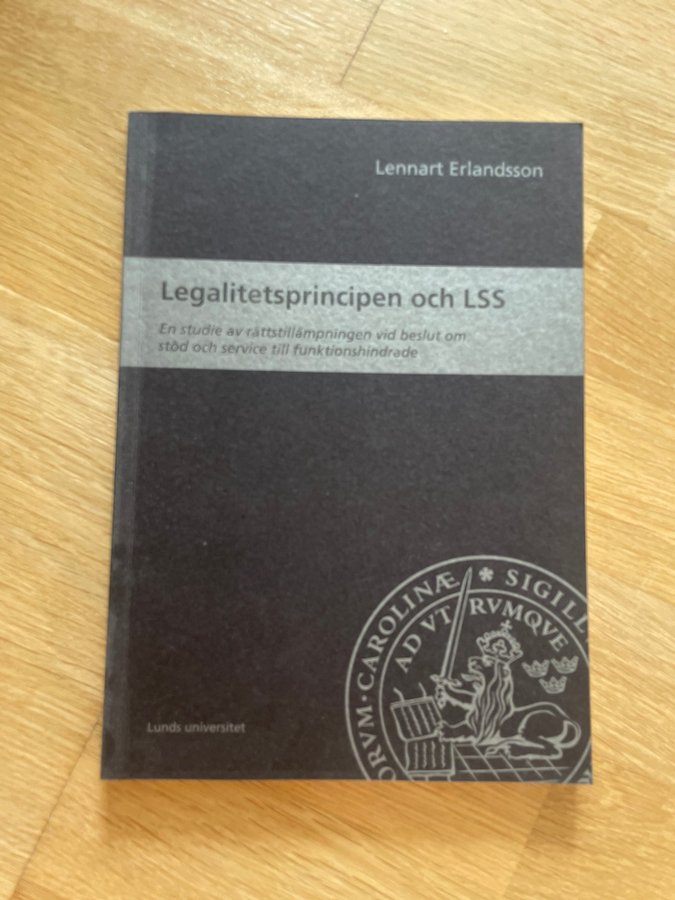 Lennart Erlandsson
Legalitetsprincipen och LSS
En studie av rättstillämpningen vid beslut om
stöd och service till funktionshindrade
ORVM · CAROLINÆ * SIGILL
AD VTRVMQVE
Lunds universitet